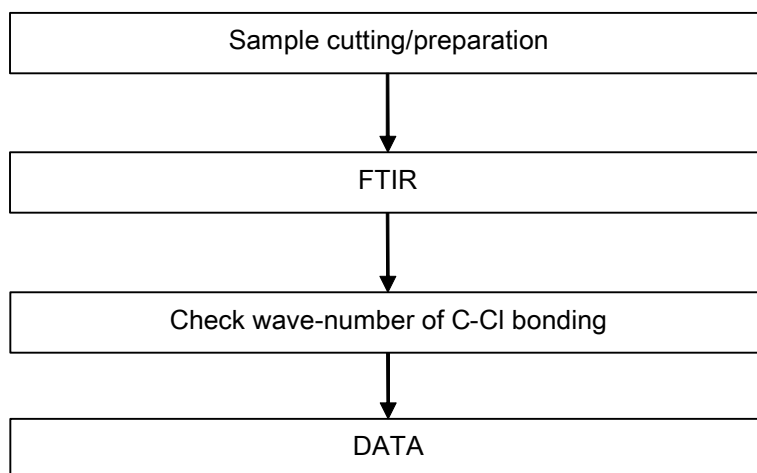 Sample cutting/preparation
FTIR
Check wave-number of C-Cl bonding
DATA